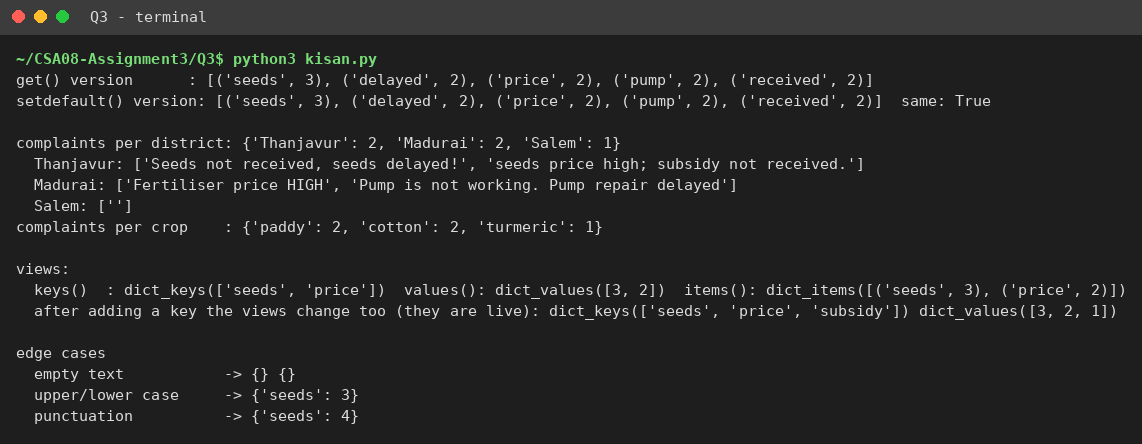 Q3 - terminal
~/CSA08-Assignment3/Q3$ python3 kisan.py
get() version      : [('seeds', 3), ('delayed', 2), ('price', 2), ('pump', 2), ('received', 2)]
setdefault() version: [('seeds', 3), ('delayed', 2), ('price', 2), ('pump', 2), ('received', 2)]  same: True
complaints per district: {'Thanjavur': 2, 'Madurai': 2, 'Salem': 1}
  Thanjavur: ['Seeds not received, seeds delayed!', 'seeds price high; subsidy not received.']
  Madurai: ['Fertiliser price HIGH', 'Pump is not working. Pump repair delayed']
  Salem: ['']
complaints per crop    : {'paddy': 2, 'cotton': 2, 'turmeric': 1}
views:
  keys()  : dict_keys(['seeds', 'price'])  values(): dict_values([3, 2])  items(): dict_items([('seeds', 3), ('price', 2)])
  after adding a key the views change too (they are live): dict_keys(['seeds', 'price', 'subsidy']) dict_values([3, 2, 1])
edge cases
  empty text           -> {} {}
  upper/lower case     -> {'seeds': 3}
  punctuation          -> {'seeds': 4}